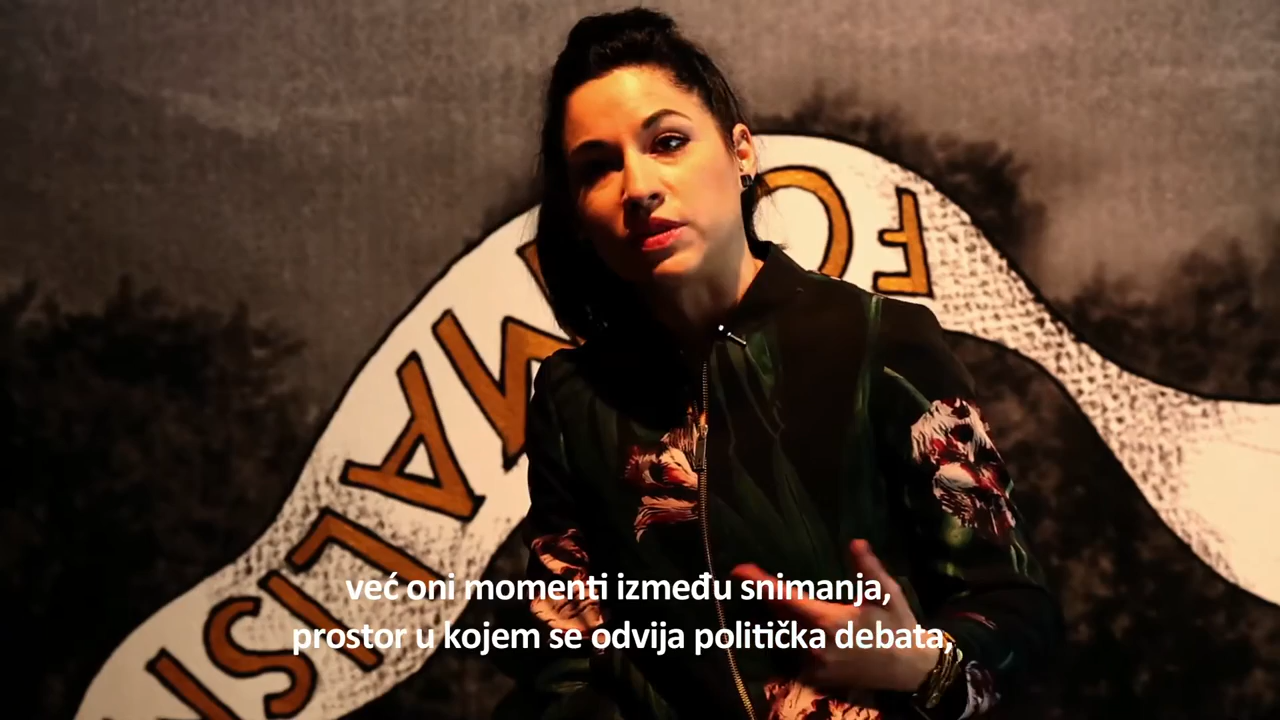 već oni momenti između snimanja,
prostor u kojem se odvija politička debata,